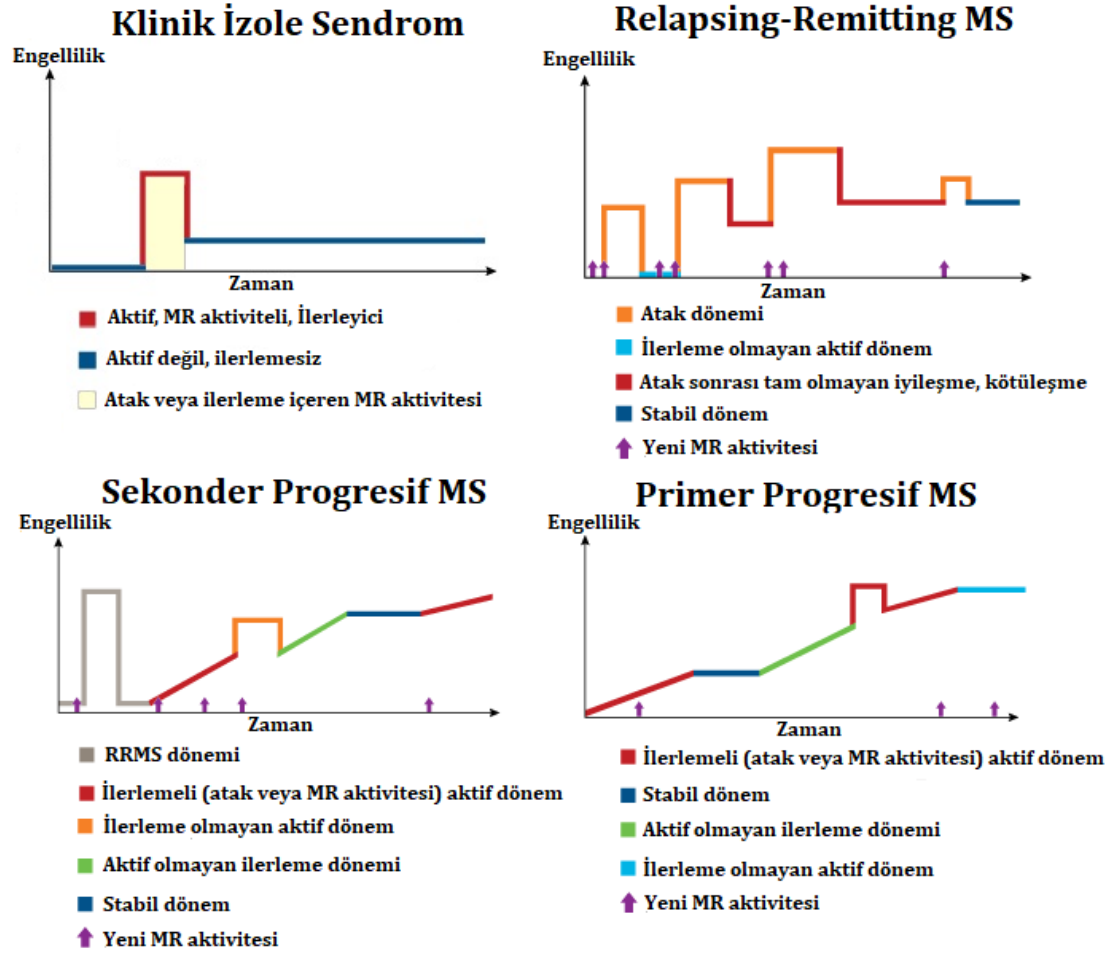 Klinik İzole Sendrom
Engellilik
Zaman
Aktif, MR aktiviteli, İlerleyici
Aktif değil, ilerlemesiz
Atak veya ilerleme içeren MR aktivitesi
Relapsing-Remitting MS
Engellilik
Zaman
Atak dönemi
İlerleme olmayan aktif dönem
Atak sonrası tam olmayan iyileşme, kötüleşme
Stabil dönem
Yeni MR aktivitesi
Sekonder Progresif MS
Engellilik
Zaman
RRMS dönemi
İlerlemeli (atak veya MR aktivitesi) aktif dönem
İlerleme olmayan aktif dönem
Aktif olmayan ilerleme dönemi
Stabil dönem
Yeni MR aktivitesi
Primer Progresif MS
Engellilik
Zaman
İlerlemeli (atak veya MR aktivitesi) aktif dönem
Stabil dönem
Aktif olmayan ilerleme dönemi
İlerleme olmayan aktif dönem
Yeni MR aktivitesi